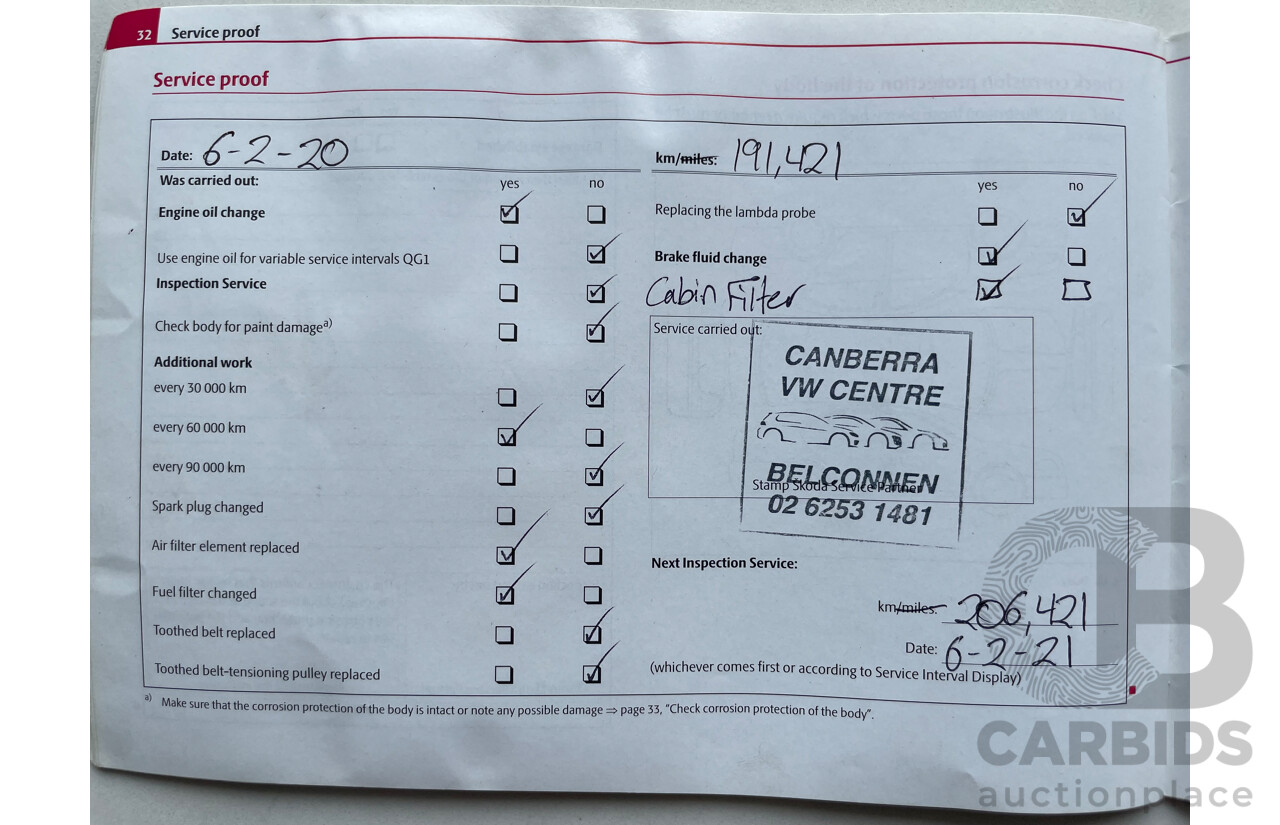 32 Service proof
Service proof
Date: 6-2-20
Was carried out: yes no
Engine oil change
Use engine oil for variable service intervals QG1
Inspection Service
Check body for paint damage a)
Additional work
every 30 000 km
every 60 000 km
every 90 000 km
Spark plug changed
Air filter element replaced
Fuel filter changed
Toothed belt replaced
Toothed belt-tensioning pulley replaced
km/miles: 191,421
yes no
Replacing the lambda probe
Brake fluid change
Cabin Filter
Service carried out:
CANBERRA
VW CENTRE
BELCONNEN
Stamp Škoda Service Partner
02 6253 1481
Next Inspection Service:
km/miles: 206,421
Date: 6-2-21
(whichever comes first or according to Service Interval Display)
a) Make sure that the corrosion protection of the body is intact or note any possible damage ⇒ page 33, "Check corrosion protection of the body".
CB
CARBIDS
auctionplace